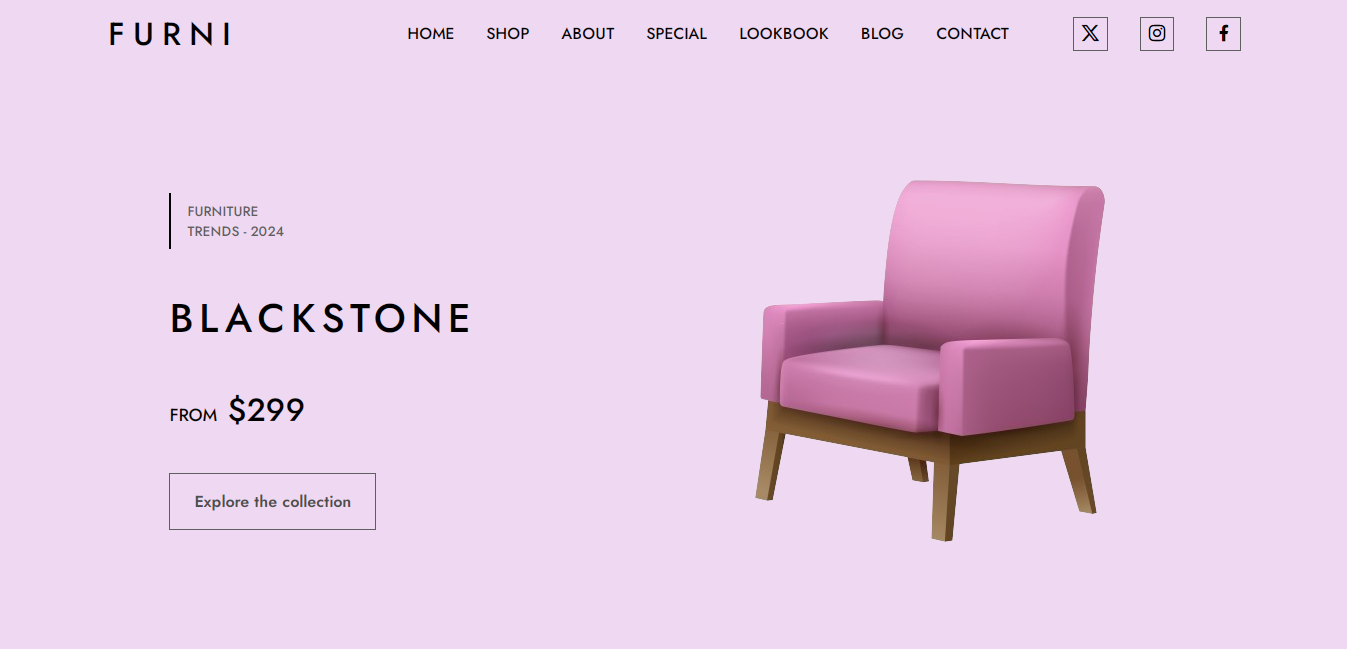 FURNI
HOME SHOP ABOUT SPECIAL LOOKBOOK BLOG CONTACT
FURNITURE
TRENDS - 2024
BLACKSTONE
FROM $299
Explore the collection